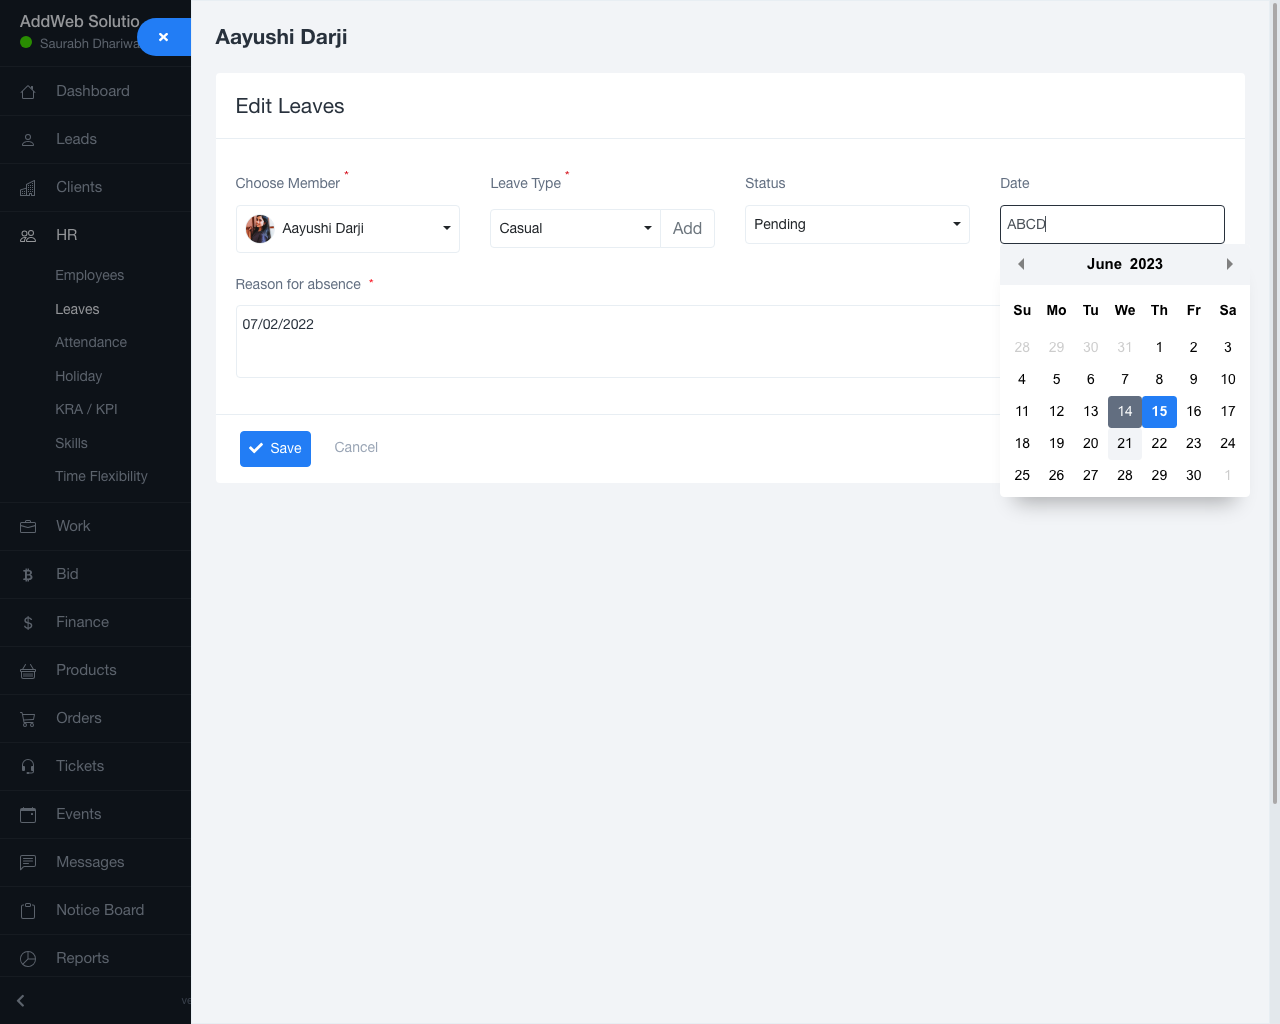 AddWeb Solutio
Saurabh Dhariwa
Dashboard
Leads
Clients
HR
Employees
Leaves
Attendance
Holiday
KRA / KPI
Skills
Time Flexibility
Work
Bid
Finance
Products
Orders
Tickets
Events
Messages
Notice Board
Reports
ve
Aayushi Darji
Edit Leaves
Choose Member *
Leave Type *
Status
Date
Aayushi Darji
Casual
Add
Pending
ABCD
Reason for absence *
07/02/2022
Save
Cancel
June 2023
Su Mo Tu We Th Fr Sa
28 29 30 31 1 2 3
4 5 6 7 8 9 10
11 12 13 14 15 16 17
18 19 20 21 22 23 24
25 26 27 28 29 30 1